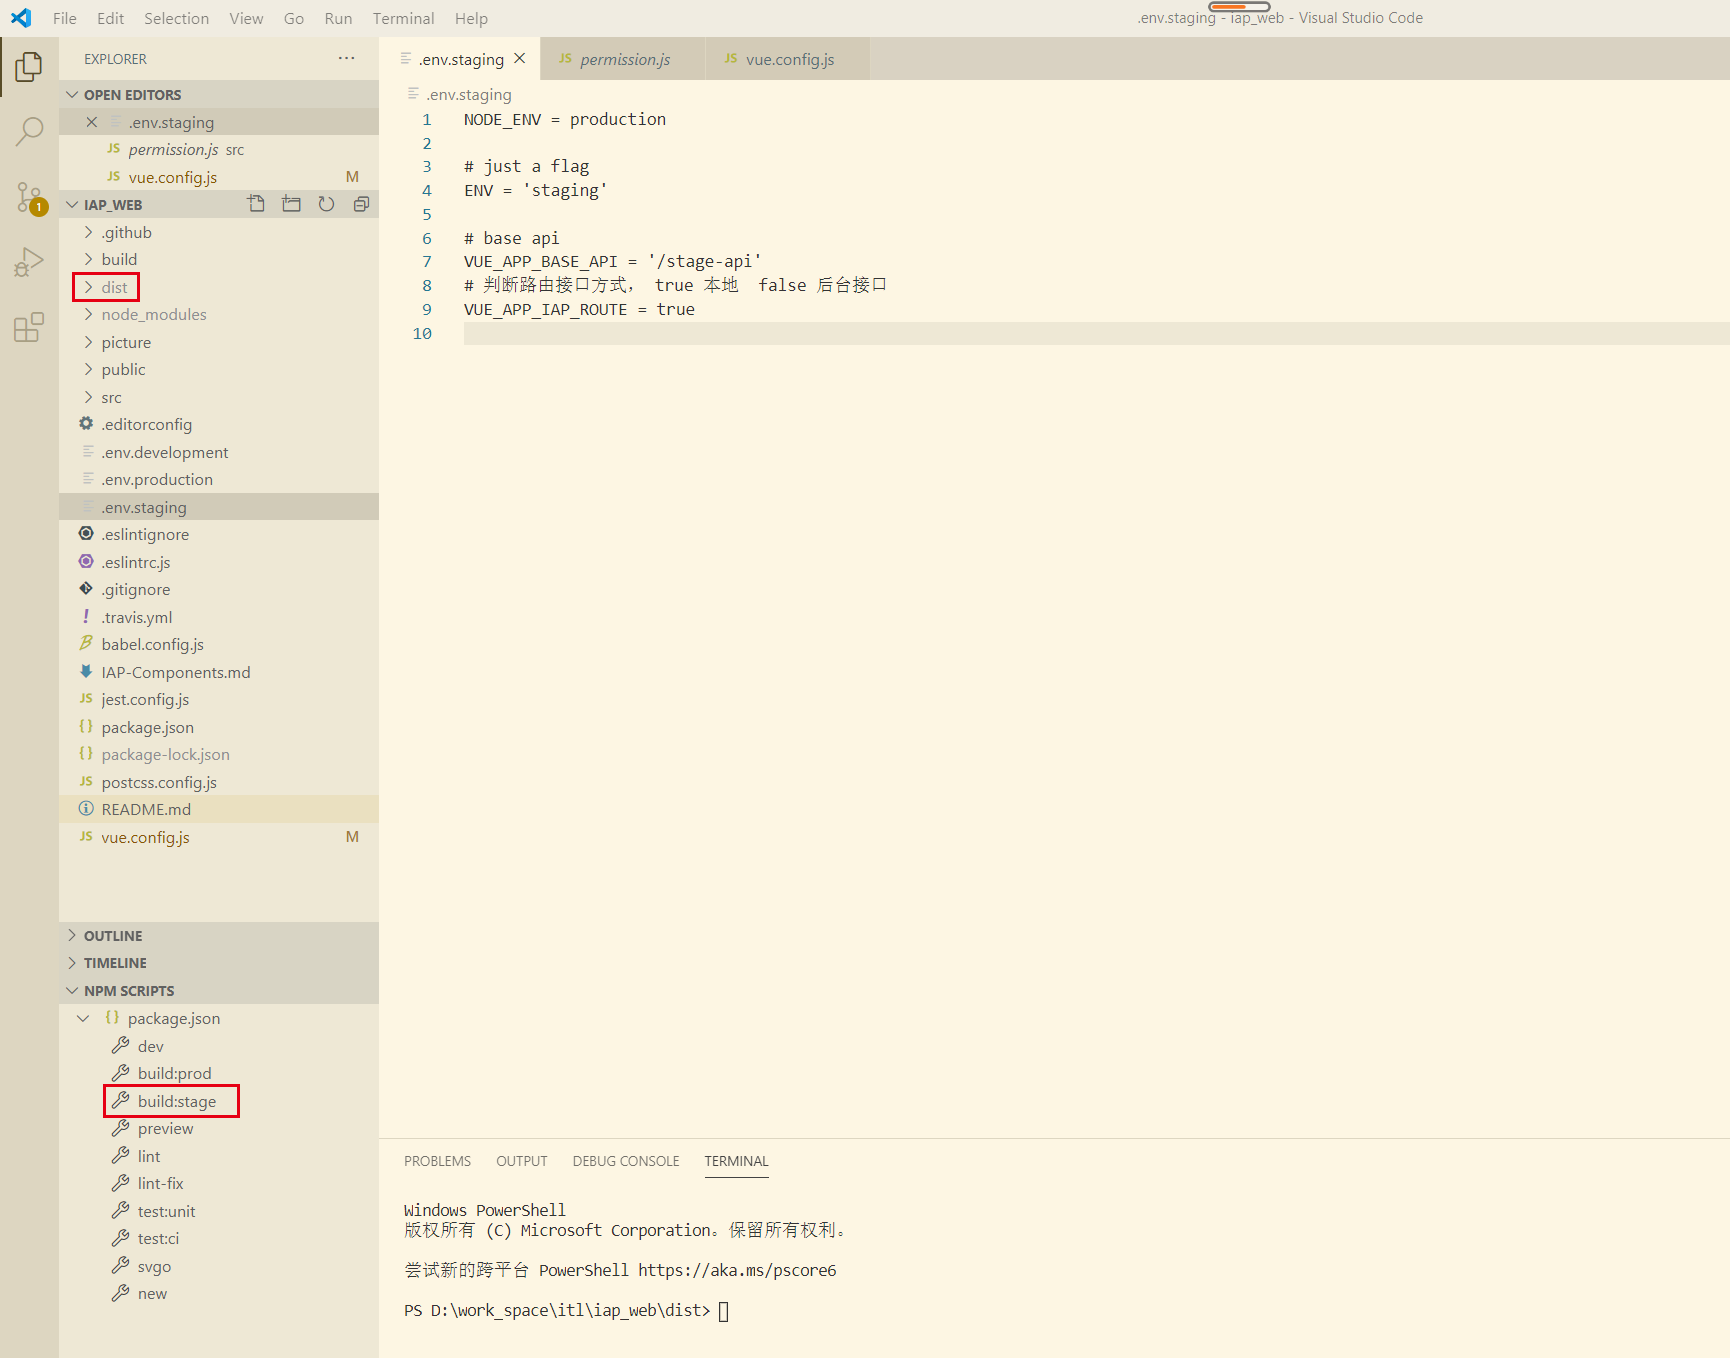 File Edit Selection View Go Run Terminal Help
.env.staging - iap_web - Visual Studio Code
EXPLORER
OPEN EDITORS
.env.staging
JS permission.js src
JS vue.config.js M
IAP_WEB
.github
build
dist
node_modules
picture
public
src
.editorconfig
.env.development
.env.production
.env.staging
.eslintignore
.eslintrc.js
.gitignore
! .travis.yml
babel.config.js
IAP-Components.md
JS jest.config.js
{} package.json
{} package-lock.json
JS postcss.config.js
README.md
JS vue.config.js M
OUTLINE
TIMELINE
NPM SCRIPTS
{} package.json
dev
build:prod
build:stage
preview
lint
lint-fix
test:unit
test:ci
svgo
new
1
.env.staging JS permission.js JS vue.config.js
.env.staging
1 NODE_ENV = production
2
3 # just a flag
4 ENV = 'staging'
5
6 # base api
7 VUE_APP_BASE_API = '/stage-api'
8 # 判断路由接口方式， true 本地  false 后台接口
9 VUE_APP_IAP_ROUTE = true
10
PROBLEMS OUTPUT DEBUG CONSOLE TERMINAL
Windows PowerShell
版权所有 (C) Microsoft Corporation。保留所有权利。
尝试新的跨平台 PowerShell https://aka.ms/pscore6
PS D:\work_space\itl\iap_web\dist>